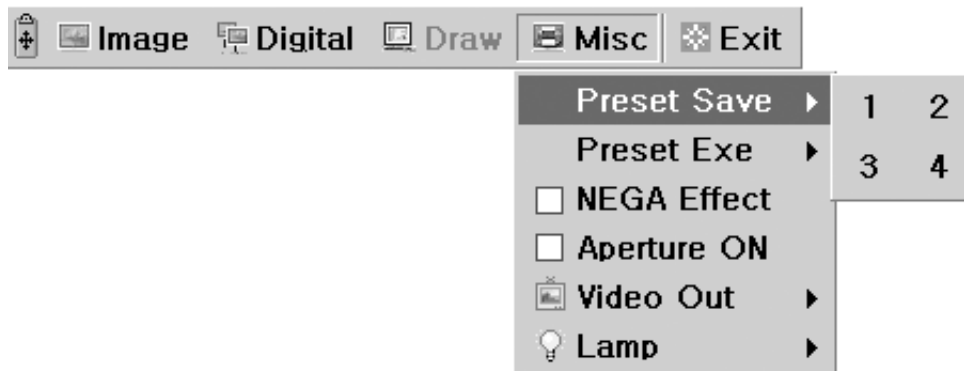 Image Digital Draw Misc Exit
Preset Save 1 2
Preset Exe 3 4
NEGA Effect
Aperture ON
Video Out
Lamp